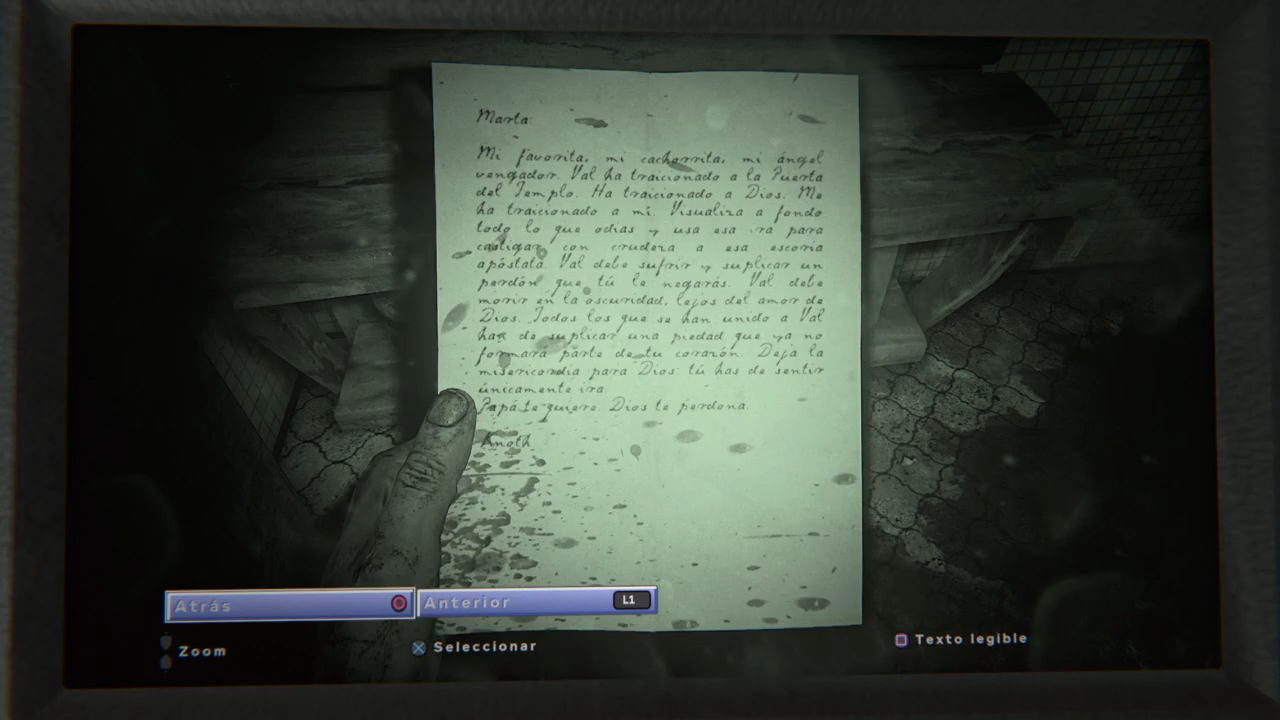 Marta:
Mi favorita, mi cachorrita, mi ángel
vengador. Val ha traicionado a la Puerta
del Templo. Ha traicionado a Dios. Me
ha traicionado a mí. Visualiza a fondo
todo lo que odias y usa esa ira para
castigar con crudeza a esa escoria
apóstata. Val debe sufrir y suplicar un
perdón que tú le negarás. Val debe
morir en la oscuridad, lejos del amor de
Dios. Todos los que se han unido a Val
han de suplicar una piedad que ya no
formará parte de tu corazón. Deja la
misericordia para Dios: tú has de sentir
únicamente ira.
Papá te quiere. Dios te perdona.
Knoth
Atrás
Anterior L1
Zoom
Seleccionar
Texto legible